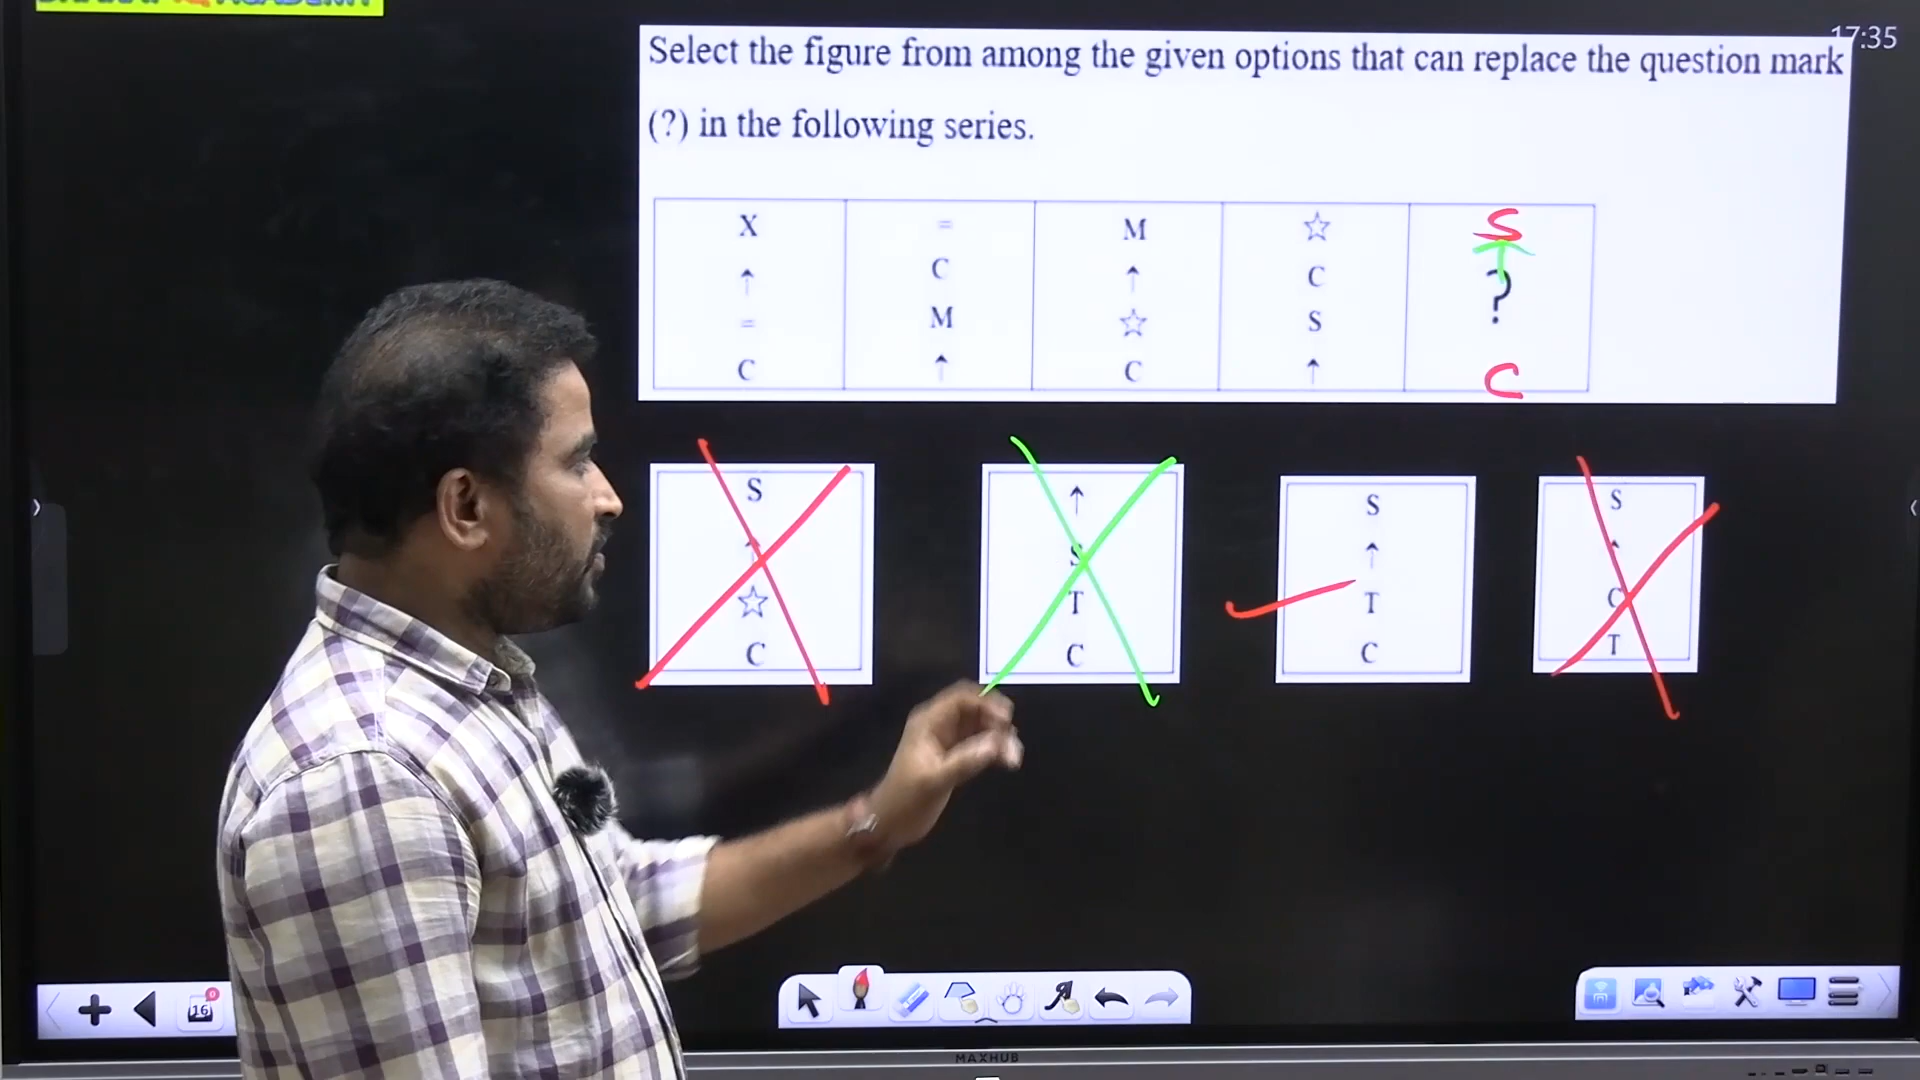 17:35
Select the figure from among the given options that can replace the question mark
(?) in the following series.
X = M ☆ S
↑ C ↑ C ?
= M ☆ S
C ↑ C ↑ C
S ↑ S S
↑ S ↑
☆ T T C
C C C T
16
MAXHUB